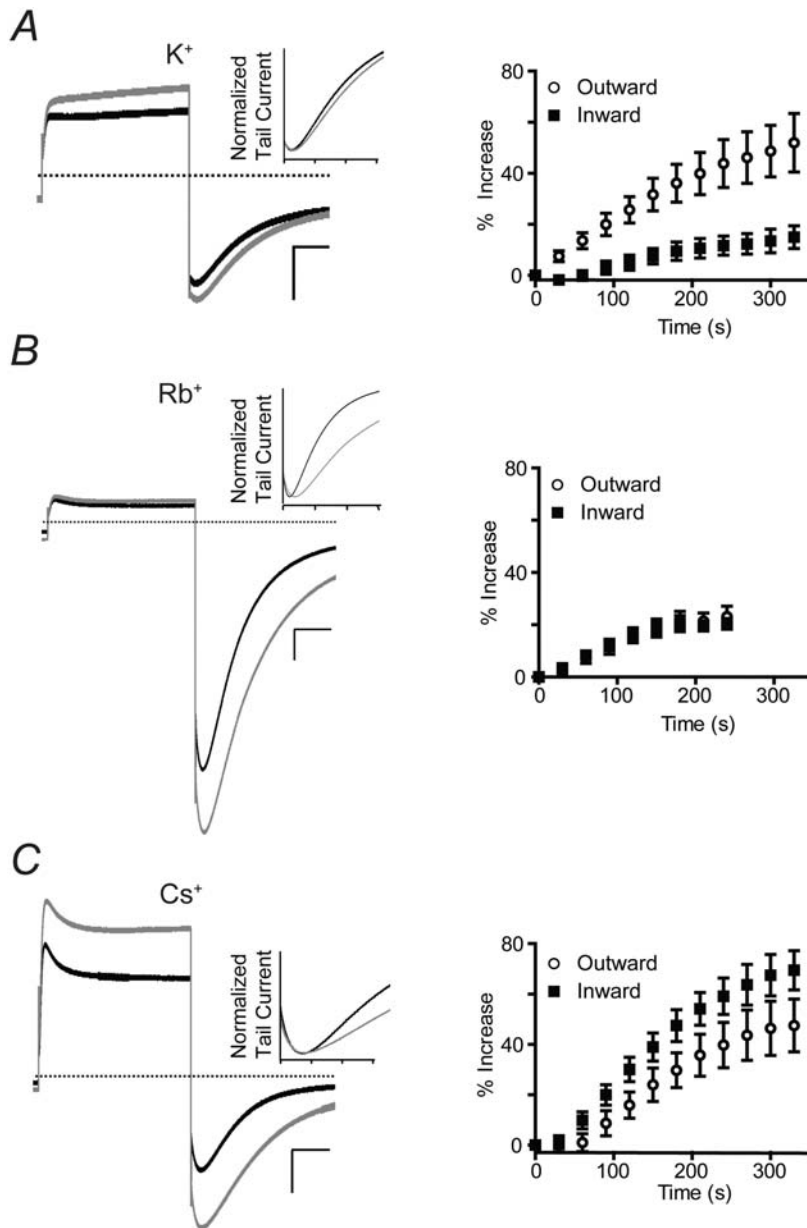 A
K+
Normalized
Tail Current
80
40
0
% Increase
Outward
Inward
0 100 200 300
Time (s)
B
Rb+
Normalized
Tail Current
80
40
0
% Increase
Outward
Inward
0 100 200 300
Time (s)
C
Cs+
Normalized
Tail Current
80
40
0
% Increase
Outward
Inward
0 100 200 300
Time (s)